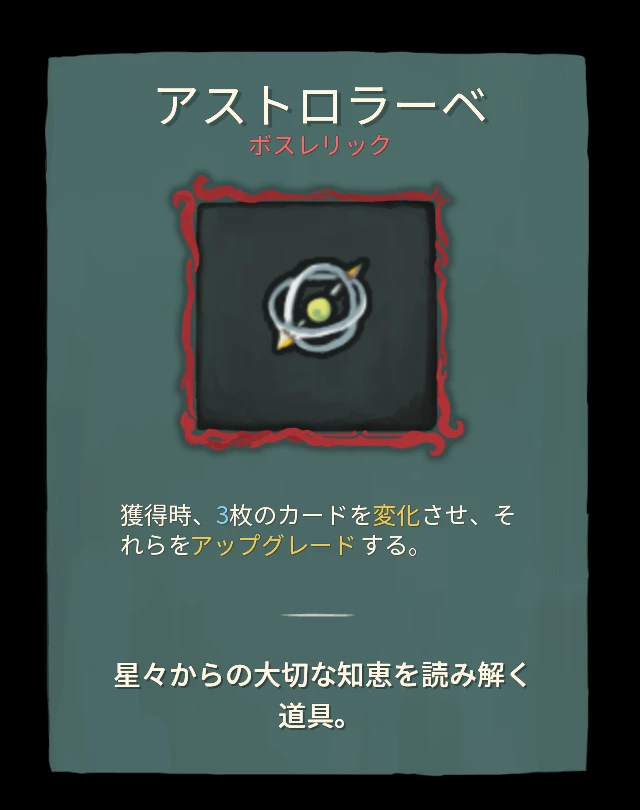 アストロラーベ
ボスレリック
獲得時、3枚のカードを変化させ、そ
れらをアップグレードする。
星々からの大切な知恵を読み解く
道具。